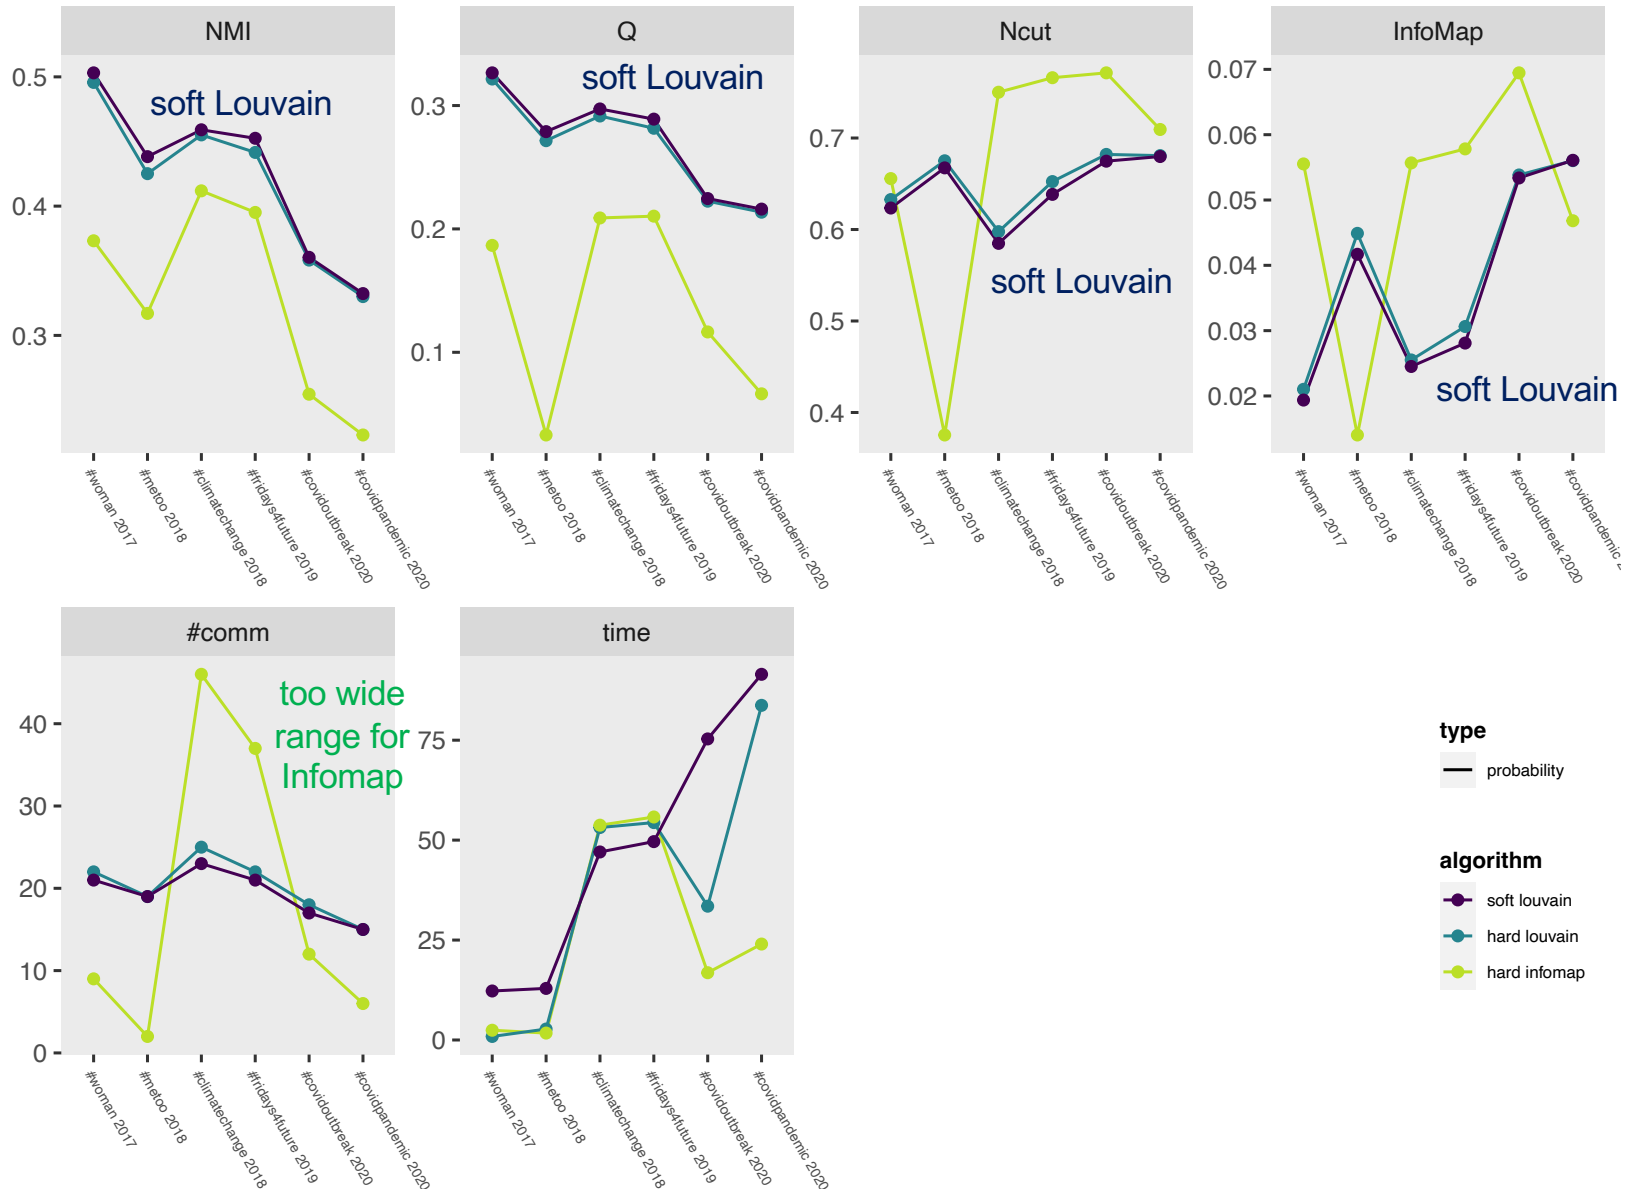 NMI
Q
Ncut
InfoMap
0.5
0.4
0.3
soft Louvain
0.3
0.2
0.1
soft Louvain
0.7
0.6
0.5
0.4
soft Louvain
0.07
0.06
0.05
0.04
0.03
0.02
soft Louvain
#woman 2017
#metoo 2018
#climatechange 2018
#fridays4future 2019
#covidoutbreak 2020
#covidpandemic 2020
#woman 2017
#metoo 2018
#climatechange 2018
#fridays4future 2019
#covidoutbreak 2020
#covidpandemic 2020
#woman 2017
#metoo 2018
#climatechange 2018
#fridays4future 2019
#covidoutbreak 2020
#covidpandemic 2020
#woman 2017
#metoo 2018
#climatechange 2018
#fridays4future 2019
#covidoutbreak 2020
#covidpandemic
#comm
time
40
30
20
10
0
too wide
range for
Infomap
75
50
25
0
#woman 2017
#metoo 2018
#climatechange 2018
#fridays4future 2019
#covidoutbreak 2020
#covidpandemic 2020
#woman 2017
#metoo 2018
#climatechange 2018
#fridays4future 2019
#covidoutbreak 2020
#covidpandemic 2020
type
probability
algorithm
soft louvain
hard louvain
hard infomap